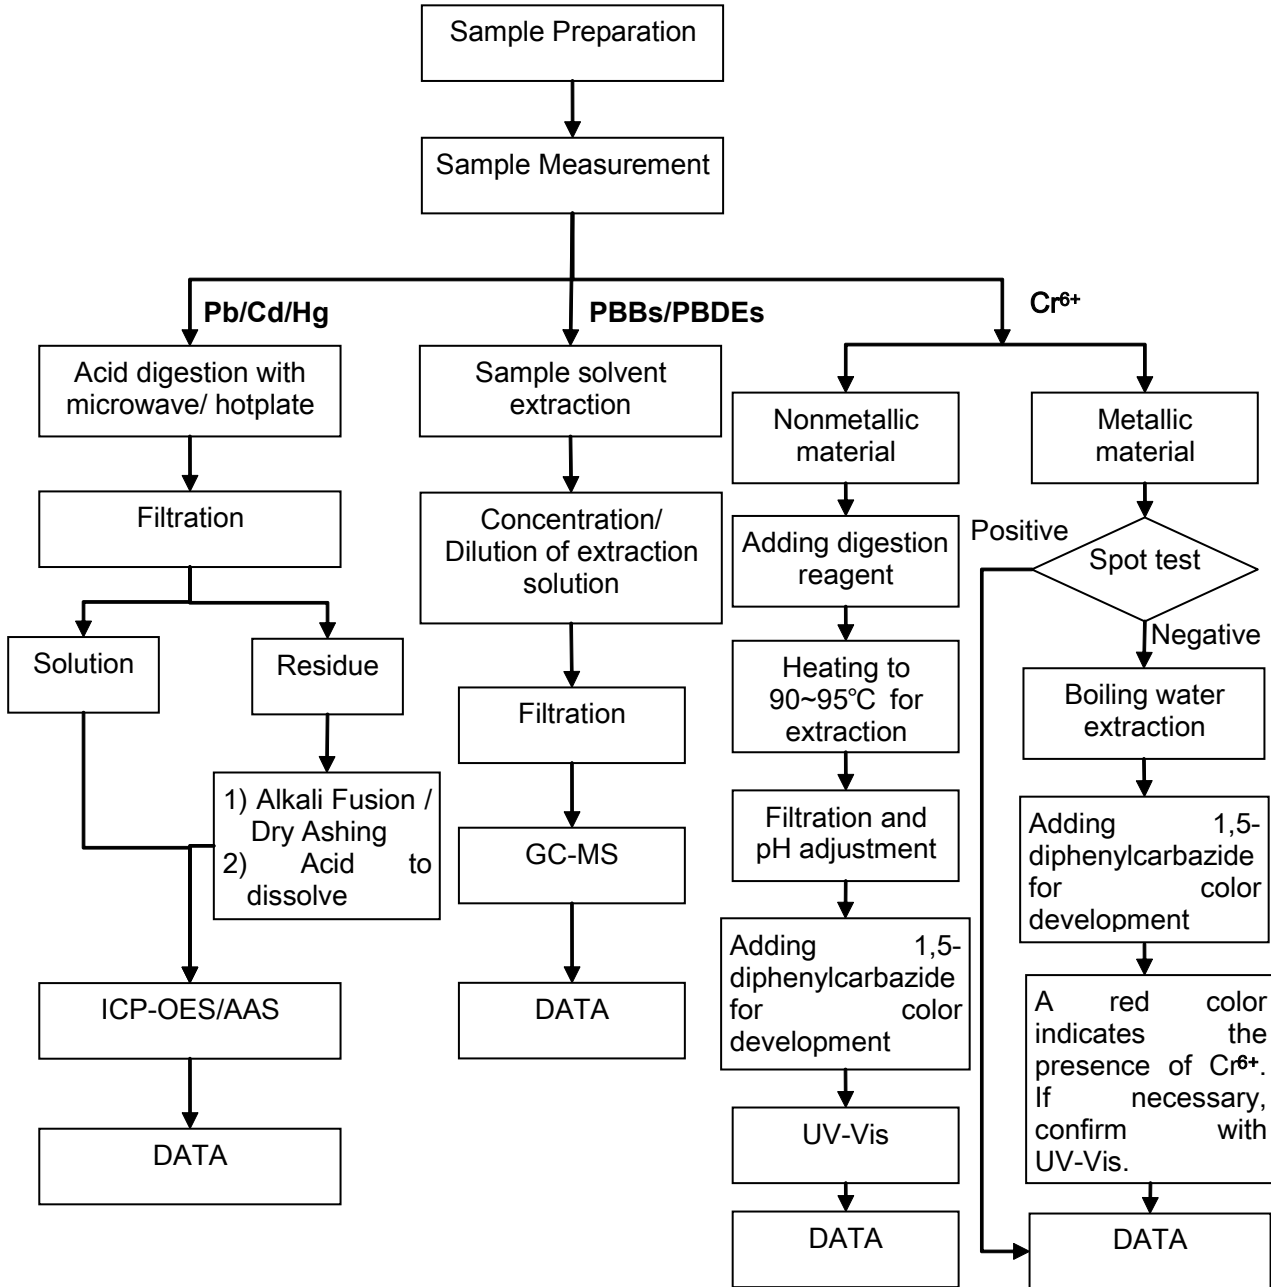 Sample Preparation
Sample Measurement
Pb/Cd/Hg
PBBs/PBDEs
Cr⁶⁺
Acid digestion with
microwave/ hotplate
Filtration
Solution
Residue
1) Alkali Fusion /
Dry Ashing
2) Acid to
dissolve
ICP-OES/AAS
DATA
Sample solvent
extraction
Concentration/
Dilution of extraction
solution
Filtration
GC-MS
DATA
Nonmetallic
material
Adding digestion
reagent
Heating to
90~95℃ for
extraction
Filtration and
pH adjustment
Adding 1,5-
diphenylcarbazide
for color
development
UV-Vis
DATA
Metallic
material
Positive
Spot test
Negative
Boiling water
extraction
Adding 1,5-
diphenylcarbazide
for color
development
A red color
indicates the
presence of Cr⁶⁺.
If necessary,
confirm with
UV-Vis.
DATA